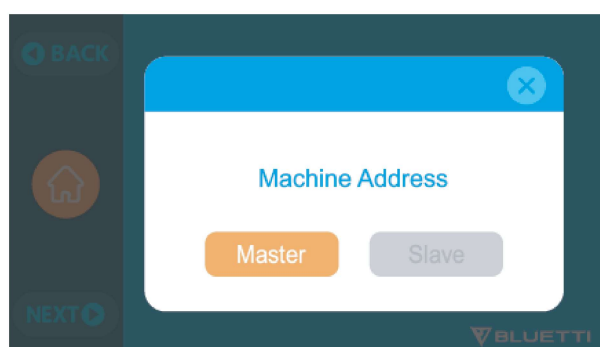 BACK
Machine Address
Master Slave
NEXT
BLUETTI